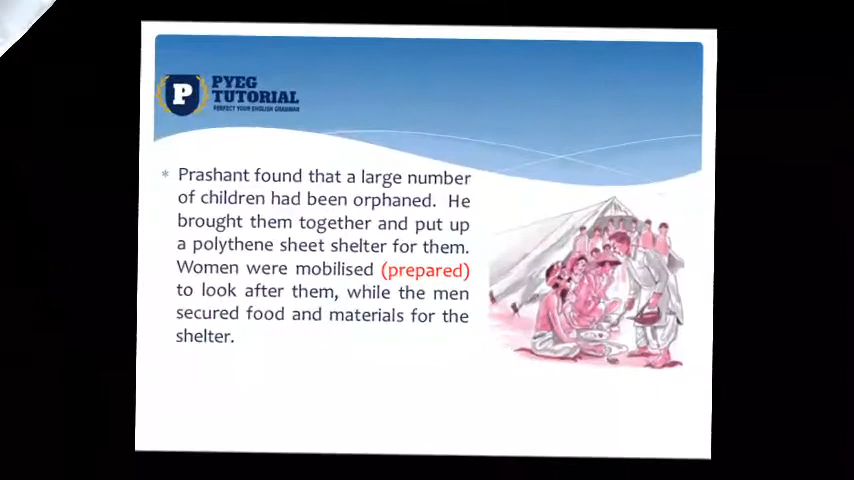 P
PYEG
TUTORIAL
PERFECT YOUR ENGLISH GRAMMAR
* Prashant found that a large number
of children had been orphaned. He
brought them together and put up
a polythene sheet shelter for them.
Women were mobilised (prepared)
to look after them, while the men
secured food and materials for the
shelter.